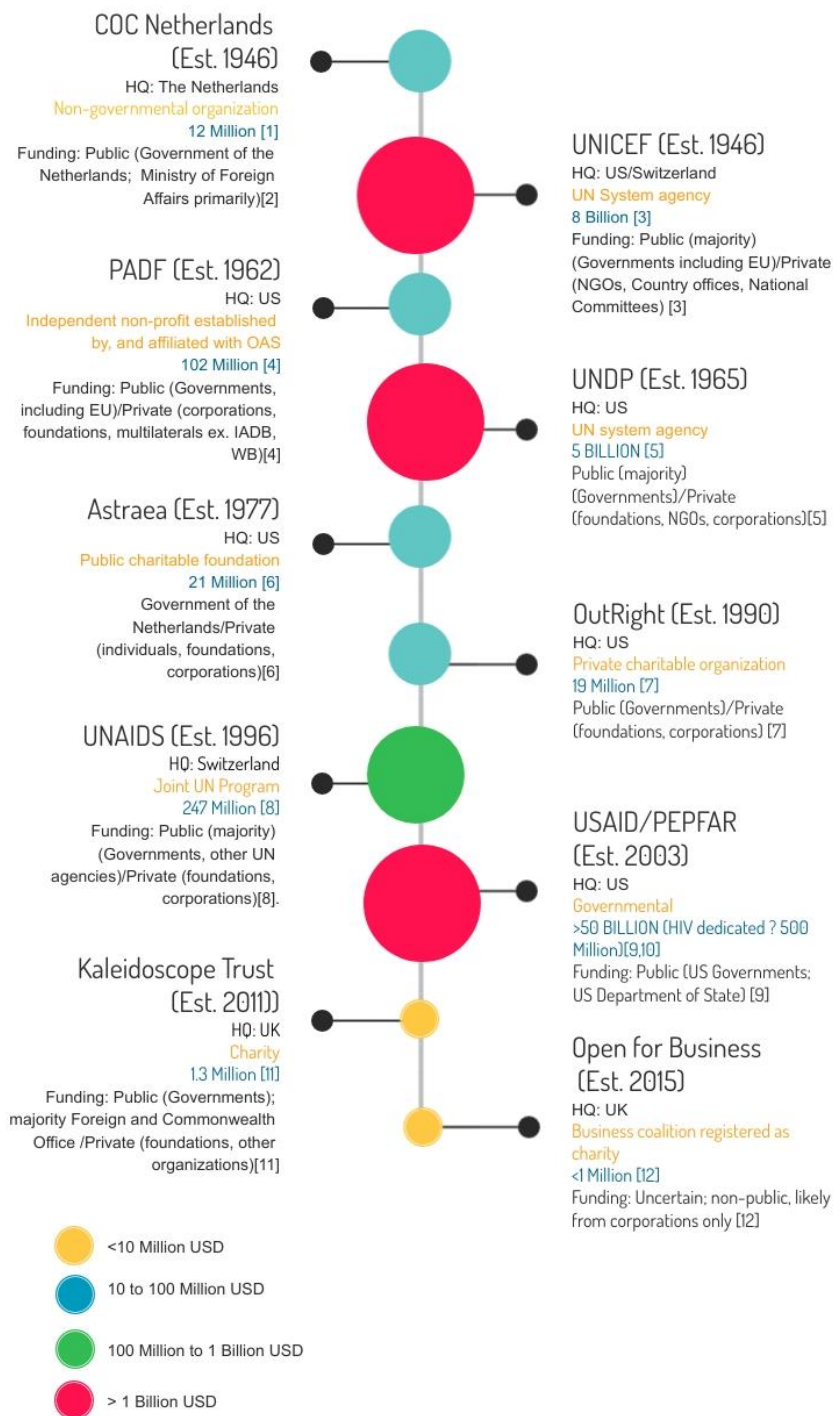 COC Netherlands
(Est. 1946)
HQ: The Netherlands
Non-governmental organization
12 Million [1]
Funding: Public (Government of the
Netherlands; Ministry of Foreign
Affairs primarily)[2]
UNICEF (Est. 1946)
HQ: US/Switzerland
UN System agency
8 Billion [3]
Funding: Public (majority)
(Governments including EU)/Private
(NGOs, Country offices, National
Committees) [3]
PADF (Est. 1962)
HQ: US
Independent non-profit established
by, and affiliated with OAS
102 Million [4]
Funding: Public (Governments,
including EU)/Private (corporations,
foundations, multilaterals ex. IADB,
WB)[4]
UNDP (Est. 1965)
HQ: US
UN system agency
5 BILLION [5]
Public (majority)
(Governments)/Private
(foundations, NGOs, corporations)[5]
Astraea (Est. 1977)
HQ: US
Public charitable foundation
21 Million [6]
Government of the
Netherlands/Private
(individuals, foundations,
corporations)[6]
OutRight (Est. 1990)
HQ: US
Private charitable organization
19 Million [7]
Public (Governments)/Private
(foundations, corporations) [7]
UNAIDS (Est. 1996)
HQ: Switzerland
Joint UN Program
247 Million [8]
Funding: Public (majority)
(Governments, other UN
agencies)/Private (foundations,
corporations)[8].
USAID/PEPFAR
(Est. 2003)
HQ: US
Governmental
>50 BILLION (HIV dedicated ? 500
Million)[9,10]
Funding: Public (US Governments;
US Department of State) [9]
Kaleidoscope Trust
(Est. 2011))
HQ: UK
Charity
1.3 Million [11]
Funding: Public (Governments);
majority Foreign and Commonwealth
Office /Private (foundations, other
organizations)[11]
Open for Business
(Est. 2015)
HQ: UK
Business coalition registered as
charity
<1 Million [12]
Funding: Uncertain; non-public, likely
from corporations only [12]
<10 Million USD
10 to 100 Million USD
100 Million to 1 Billion USD
> 1 Billion USD